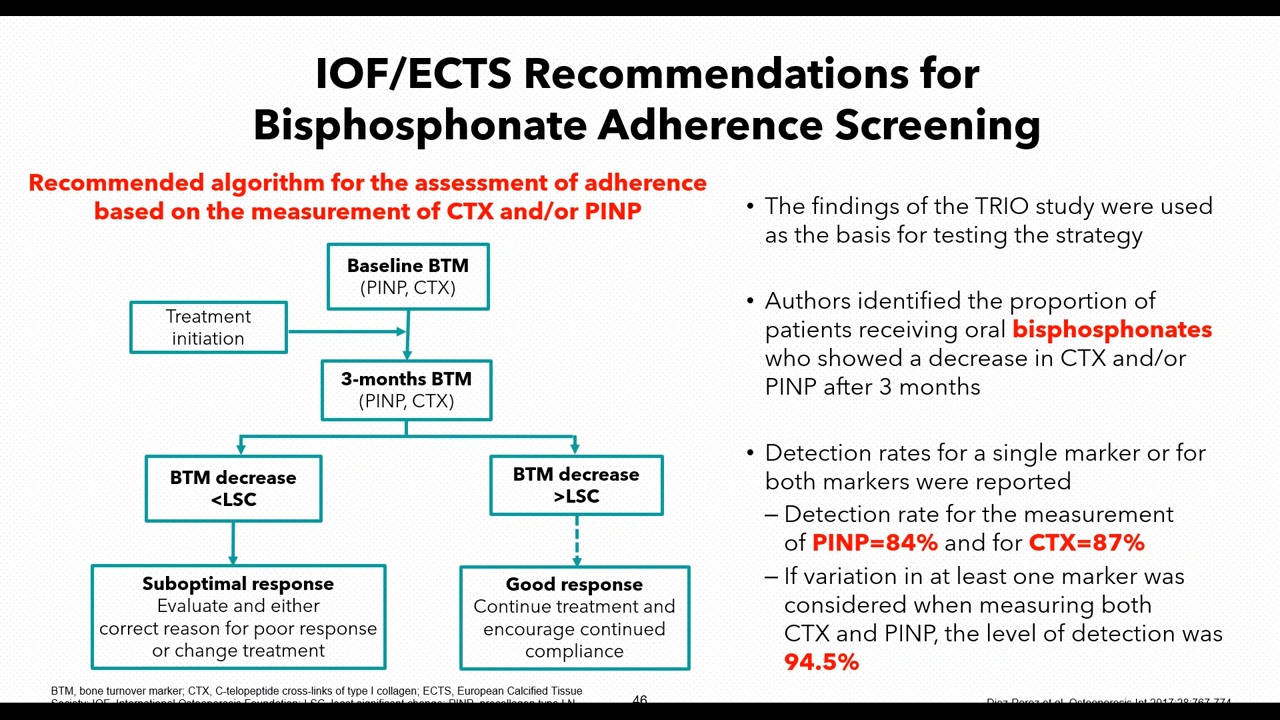 IOF/ECTS Recommendations for
Bisphosphonate Adherence Screening
Recommended algorithm for the assessment of adherence
based on the measurement of CTX and/or PINP
Baseline BTM
(PINP, CTX)
Treatment
initiation
3-months BTM
(PINP, CTX)
BTM decrease
<LSC
BTM decrease
>LSC
Suboptimal response
Evaluate and either
correct reason for poor response
or change treatment
Good response
Continue treatment and
encourage continued
compliance
• The findings of the TRIO study were used
as the basis for testing the strategy
• Authors identified the proportion of
patients receiving oral bisphosphonates
who showed a decrease in CTX and/or
PINP after 3 months
• Detection rates for a single marker or for
both markers were reported
– Detection rate for the measurement
of PINP=84% and for CTX=87%
– If variation in at least one marker was
considered when measuring both
CTX and PINP, the level of detection was
94.5%
BTM, bone turnover marker; CTX, C-telopeptide cross-links of type I collagen; ECTS, European Calcified Tissue
Society; IOF, International Osteoporosis Foundation; LSC, least significant change; PINP, procollagen type I N-
46
Diez-Perez et al. Osteoporosis Int 2017;28:767-774